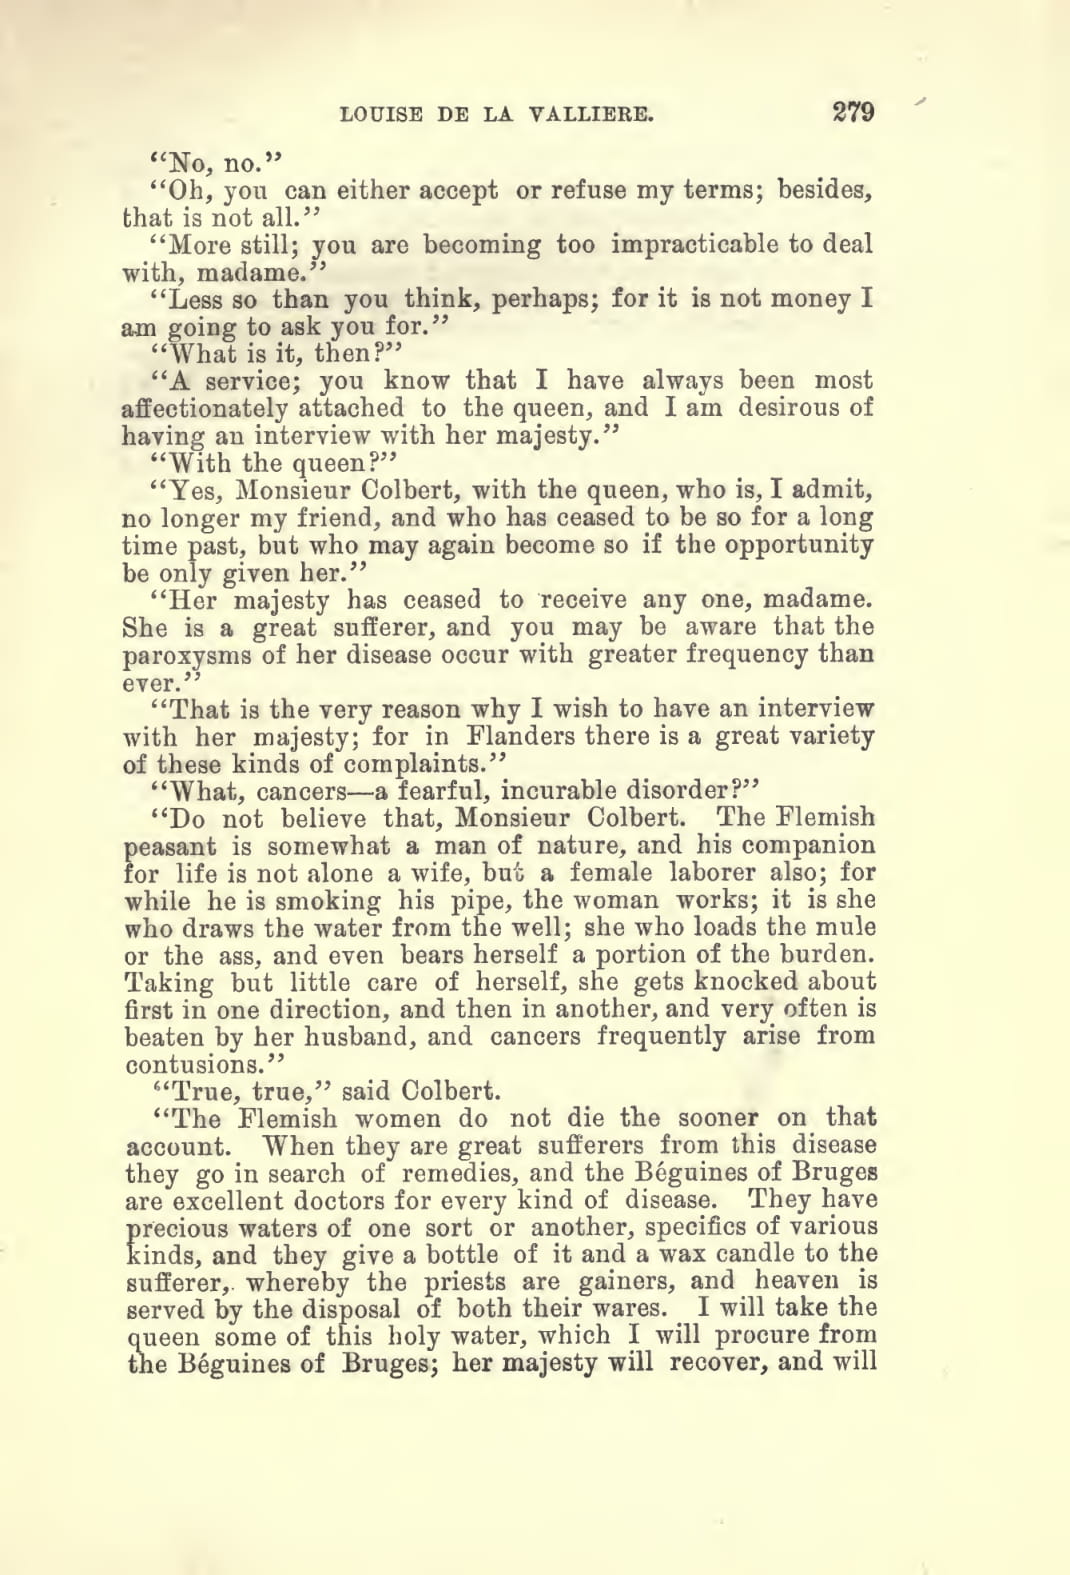 LOUISE DE LA VALLIERE. 279
“No, no.”
“Oh, you can either accept or refuse my terms; besides,
that is not all.”
“More still; you are becoming too impracticable to deal
with, madame.”
“Less so than you think, perhaps; for it is not money I
am going to ask you for.”
“What is it, then?”
“A service; you know that I have always been most
affectionately attached to the queen, and I am desirous of
having an interview with her majesty.”
“With the queen?”
“Yes, Monsieur Colbert, with the queen, who is, I admit,
no longer my friend, and who has ceased to be so for a long
time past, but who may again become so if the opportunity
be only given her.”
“Her majesty has ceased to receive any one, madame.
She is a great sufferer, and you may be aware that the
paroxysms of her disease occur with greater frequency than
ever.”
“That is the very reason why I wish to have an interview
with her majesty; for in Flanders there is a great variety
of these kinds of complaints.”
“What, cancers—a fearful, incurable disorder?”
“Do not believe that, Monsieur Colbert. The Flemish
peasant is somewhat a man of nature, and his companion
for life is not alone a wife, but a female laborer also; for
while he is smoking his pipe, the woman works; it is she
who draws the water from the well; she who loads the mule
or the ass, and even bears herself a portion of the burden.
Taking but little care of herself, she gets knocked about
first in one direction, and then in another, and very often is
beaten by her husband, and cancers frequently arise from
contusions.”
“True, true,” said Colbert.
“The Flemish women do not die the sooner on that
account. When they are great sufferers from this disease
they go in search of remedies, and the Béguines of Bruges
are excellent doctors for every kind of disease. They have
precious waters of one sort or another, specifics of various
kinds, and they give a bottle of it and a wax candle to the
sufferer, whereby the priests are gainers, and heaven is
served by the disposal of both their wares. I will take the
queen some of this holy water, which I will procure from
the Béguines of Bruges; her majesty will recover, and will